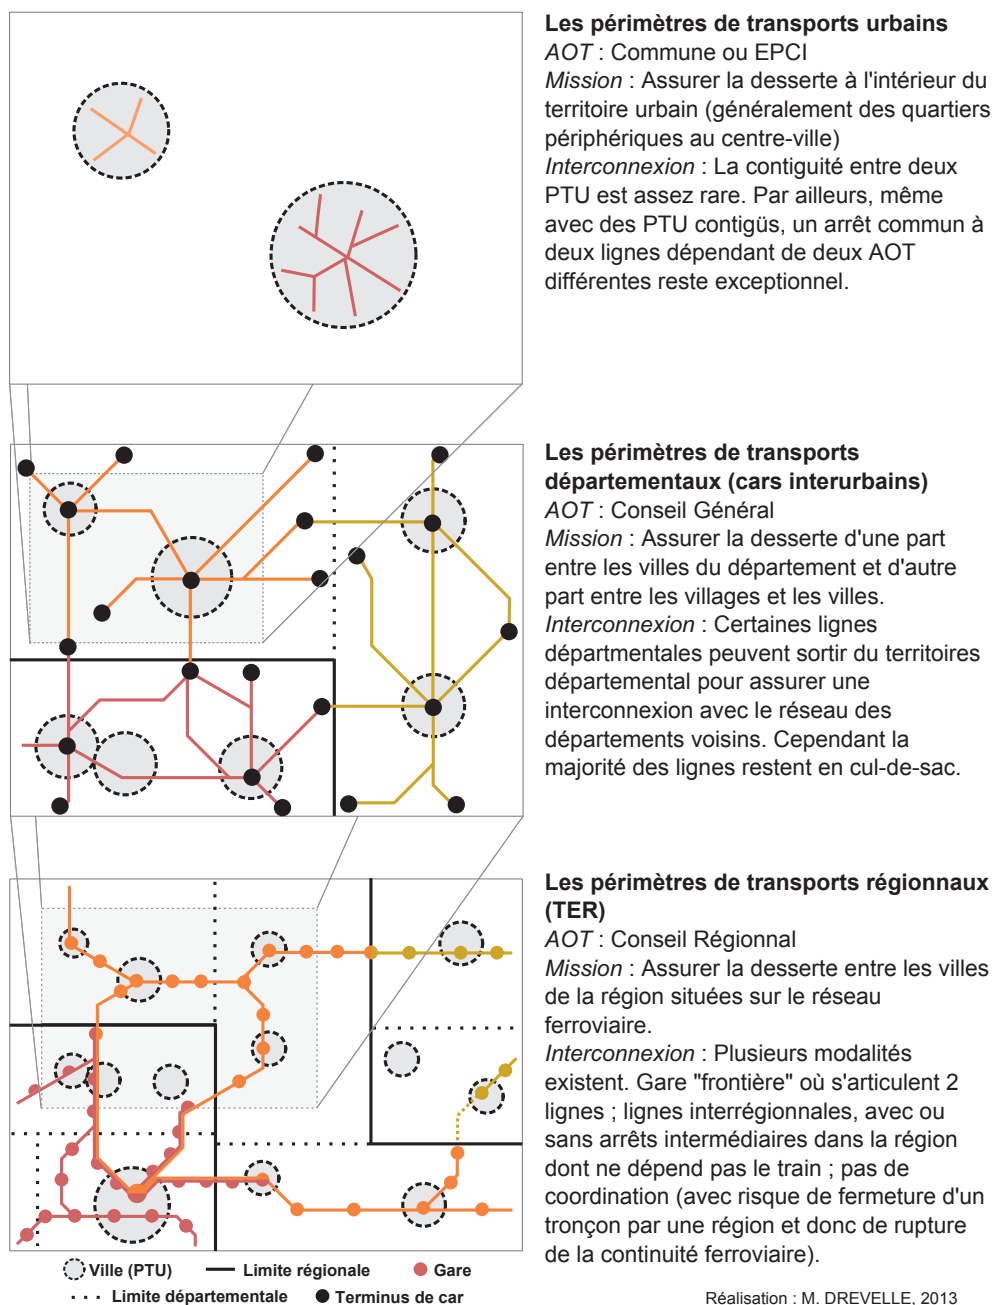 Les périmètres de transports urbains
AOT : Commune ou EPCI
Mission : Assurer la desserte à l'intérieur du
territoire urbain (généralement des quartiers
périphériques au centre-ville)
Interconnexion : La contiguité entre deux
PTU est assez rare. Par ailleurs, même
avec des PTU contigüs, un arrêt commun à
deux lignes dépendant de deux AOT
différentes reste exceptionnel.
Les périmètres de transports
départementaux (cars interurbains)
AOT : Conseil Général
Mission : Assurer la desserte d'une part
entre les villes du département et d'autre
part entre les villages et les villes.
Interconnexion : Certaines lignes
départmentales peuvent sortir du territoires
départemental pour assurer une
interconnexion avec le réseau des
départements voisins. Cependant la
majorité des lignes restent en cul-de-sac.
Les périmètres de transports régionnaux
(TER)
AOT : Conseil Régionnal
Mission : Assurer la desserte entre les villes
de la région situées sur le réseau
ferroviaire.
Interconnexion : Plusieurs modalités
existent. Gare "frontière" où s'articulent 2
lignes ; lignes interrégionnales, avec ou
sans arrêts intermédiaires dans la région
dont ne dépend pas le train ; pas de
coordination (avec risque de fermeture d'un
tronçon par une région et donc de rupture
de la continuité ferroviaire).
Ville (PTU) Limite régionale Gare
Limite départementale Terminus de car
Réalisation : M. DREVELLE, 2013